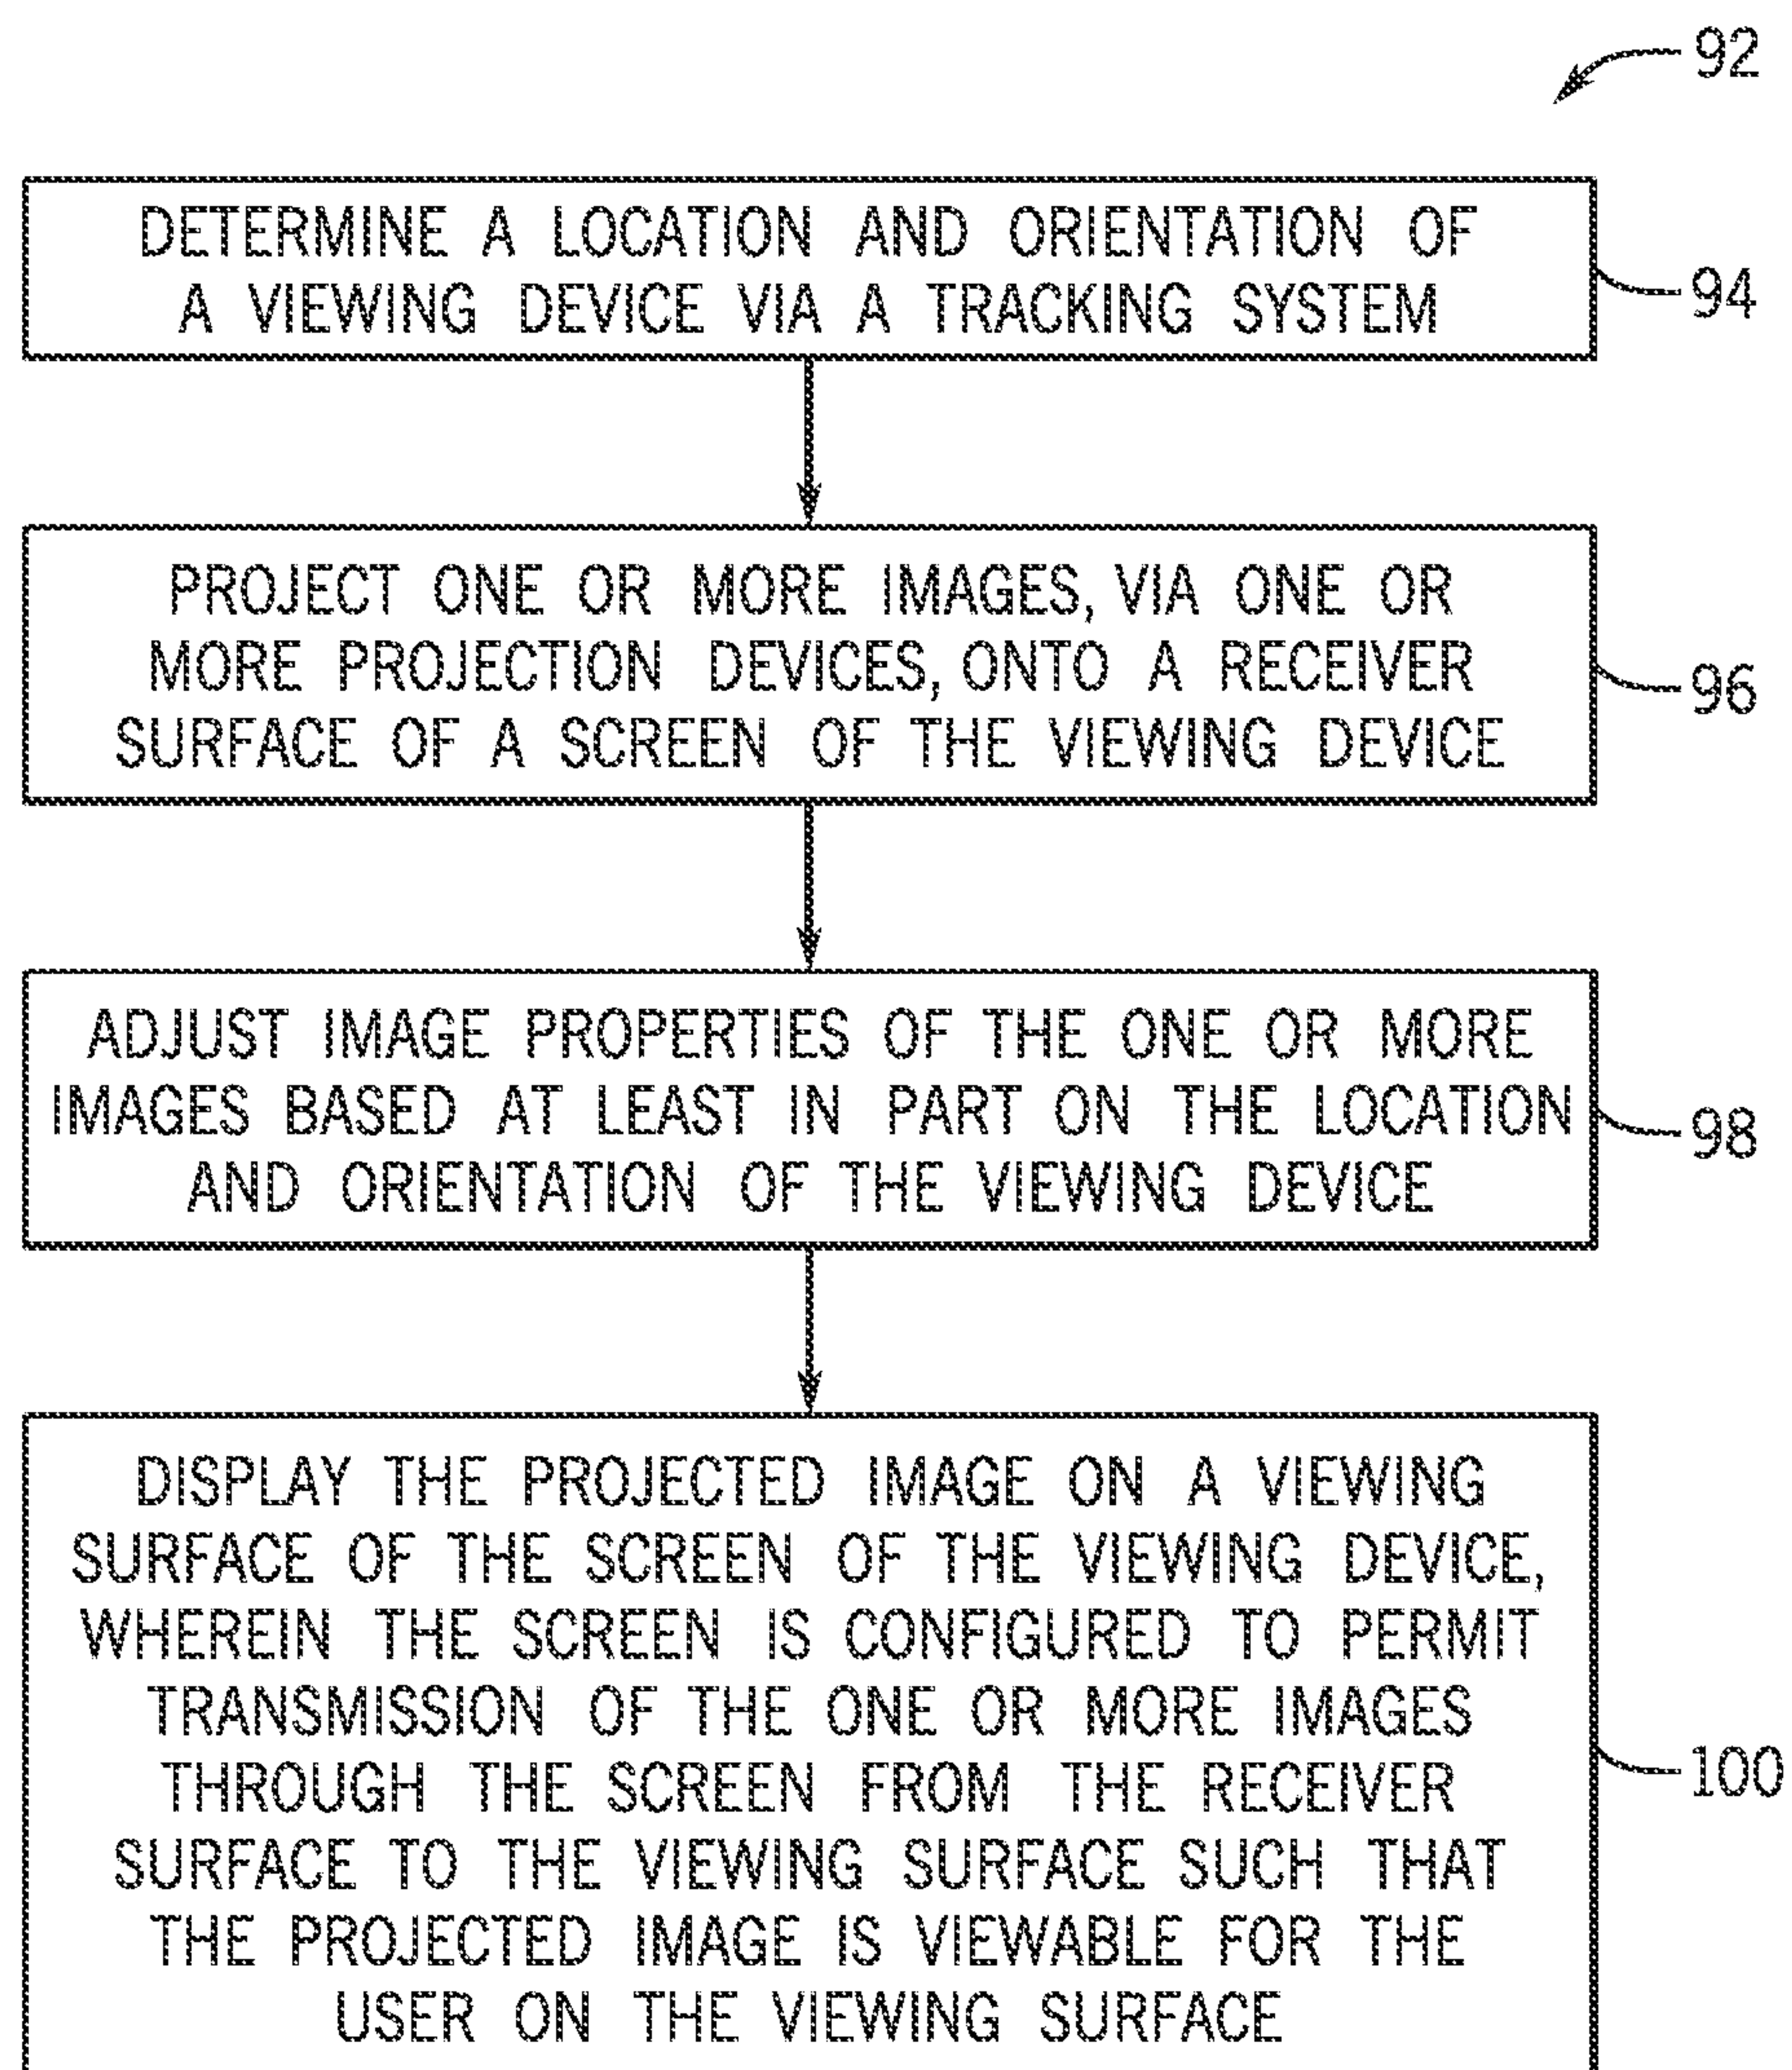 92
DETERMINE A LOCATION AND ORIENTATION OF
A VIEWING DEVICE VIA A TRACKING SYSTEM
94
PROJECT ONE OR MORE IMAGES, VIA ONE OR
MORE PROJECTION DEVICES, ONTO A RECEIVER
SURFACE OF A SCREEN OF THE VIEWING DEVICE
96
ADJUST IMAGE PROPERTIES OF THE ONE OR MORE
IMAGES BASED AT LEAST IN PART ON THE LOCATION
AND ORIENTATION OF THE VIEWING DEVICE
98
DISPLAY THE PROJECTED IMAGE ON A VIEWING
SURFACE OF THE SCREEN OF THE VIEWING DEVICE,
WHEREIN THE SCREEN IS CONFIGURED TO PERMIT
TRANSMISSION OF THE ONE OR MORE IMAGES
THROUGH THE SCREEN FROM THE RECEIVER
SURFACE TO THE VIEWING SURFACE SUCH THAT
THE PROJECTED IMAGE IS VIEWABLE FOR THE
USER ON THE VIEWING SURFACE
100